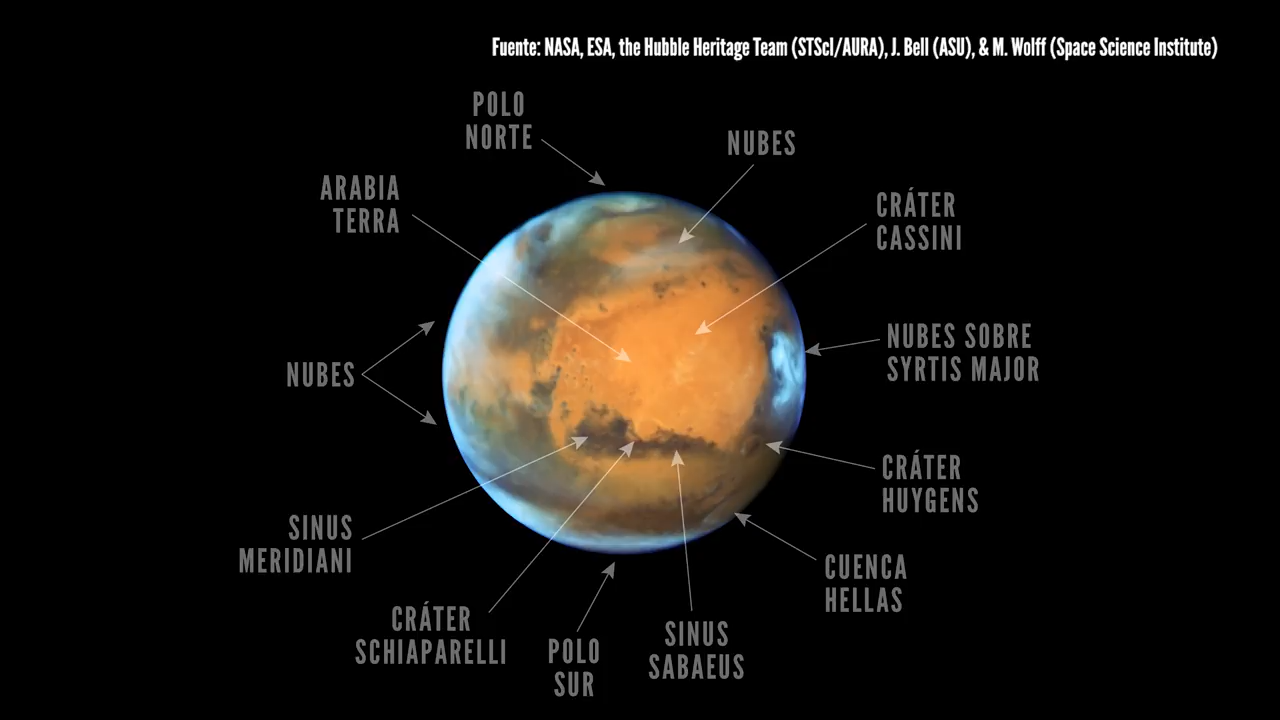 Fuente: NASA, ESA, the Hubble Heritage Team (STScI/AURA), J. Bell (ASU), & M. Wolff (Space Science Institute)
POLO
NORTE
NUBES
ARABIA
TERRA
CRÁTER
CASSINI
NUBES SOBRE
SYRTIS MAJOR
NUBES
CRÁTER
HUYGENS
SINUS
MERIDIANI
CUENCA
HELLAS
CRÁTER
SCHIAPARELLI
POLO
SUR
SINUS
SABAEUS